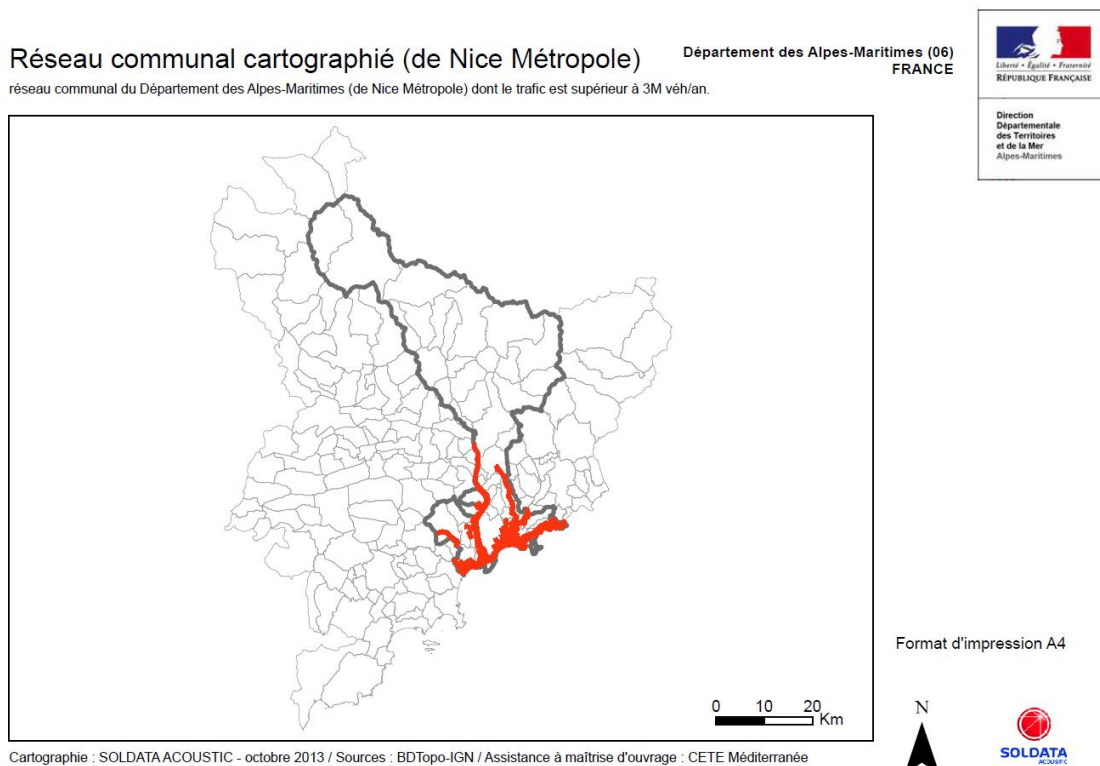 Réseau communal cartographié (de Nice Métropole)
Département des Alpes-Maritimes (06)
FRANCE
réseau communal du Département des Alpes-Maritimes (de Nice Métropole) dont le trafic est supérieur à 3M véh/an.
Liberté • Égalité • Fraternité
RÉPUBLIQUE FRANÇAISE
Direction
Départementale
des Territoires
et de la Mer
Alpes-Maritimes
Format d'impression A4
0 10 20
Km
N
SOLDATA
ACOUSTIC
Cartographie : SOLDATA ACOUSTIC - octobre 2013 / Sources : BDTopo-IGN / Assistance à maîtrise d'ouvrage : CETE Méditerranée